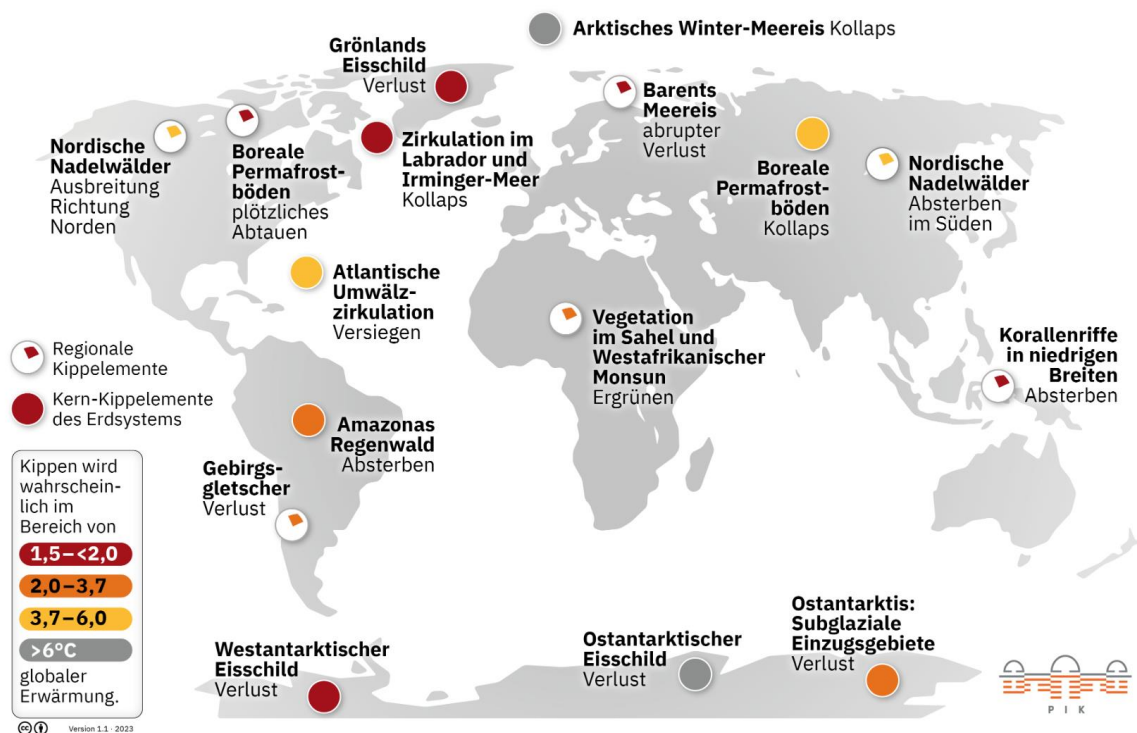 Arktisches Winter-Meereis Kollaps
Grönlands
Eisschild
Verlust
Barents
Meereis
abrupter
Verlust
Nordische
Nadelwälder
Ausbreitung
Richtung
Norden
Boreale
Permafrost-
böden
plötzliches
Abtauen
Zirkulation im
Labrador und
Irminger-Meer
Kollaps
Boreale
Permafrost-
böden
Kollaps
Nordische
Nadelwälder
Absterben
im Süden
Atlantische
Umwälz-
zirkulation
Versiegen
Vegetation
im Sahel und
Westafrikanischer
Monsun
Ergrünen
Korallenriffe
in niedrigen
Breiten
Absterben
Regionale
Kippelemente
Kern-Kippelemente
des Erdsystems
Amazonas
Regenwald
Absterben
Gebirgs-
gletscher
Verlust
Kippen wird
wahrschein-
lich im
Bereich von
1,5–<2,0
2,0–3,7
3,7–6,0
>6°C
globaler
Erwärmung.
Westantarktischer
Eisschild
Verlust
Ostantarktischer
Eisschild
Verlust
Ostantarktis:
Subglaziale
Einzugsgebiete
Verlust
P I K
cc Version 1.1 · 2023